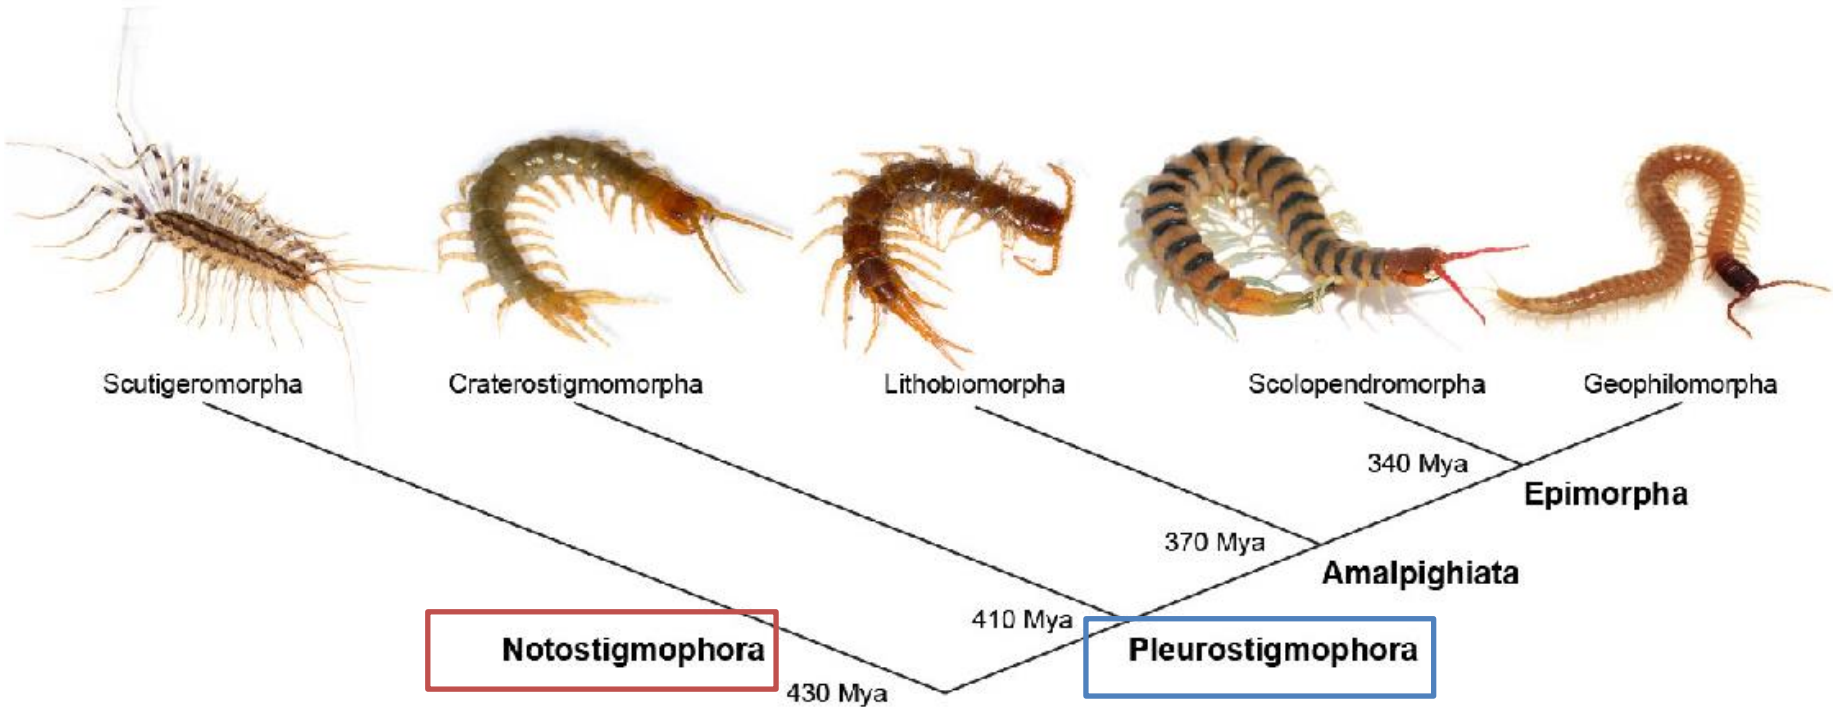 Scutigeromorpha
Craterostigmomorpha
Lithobiomorpha
Scolopendromorpha
Geophilomorpha
340 Mya
Epimorpha
370 Mya
Amalpighiata
410 Mya
Notostigmophora
Pleurostigmophora
430 Mya